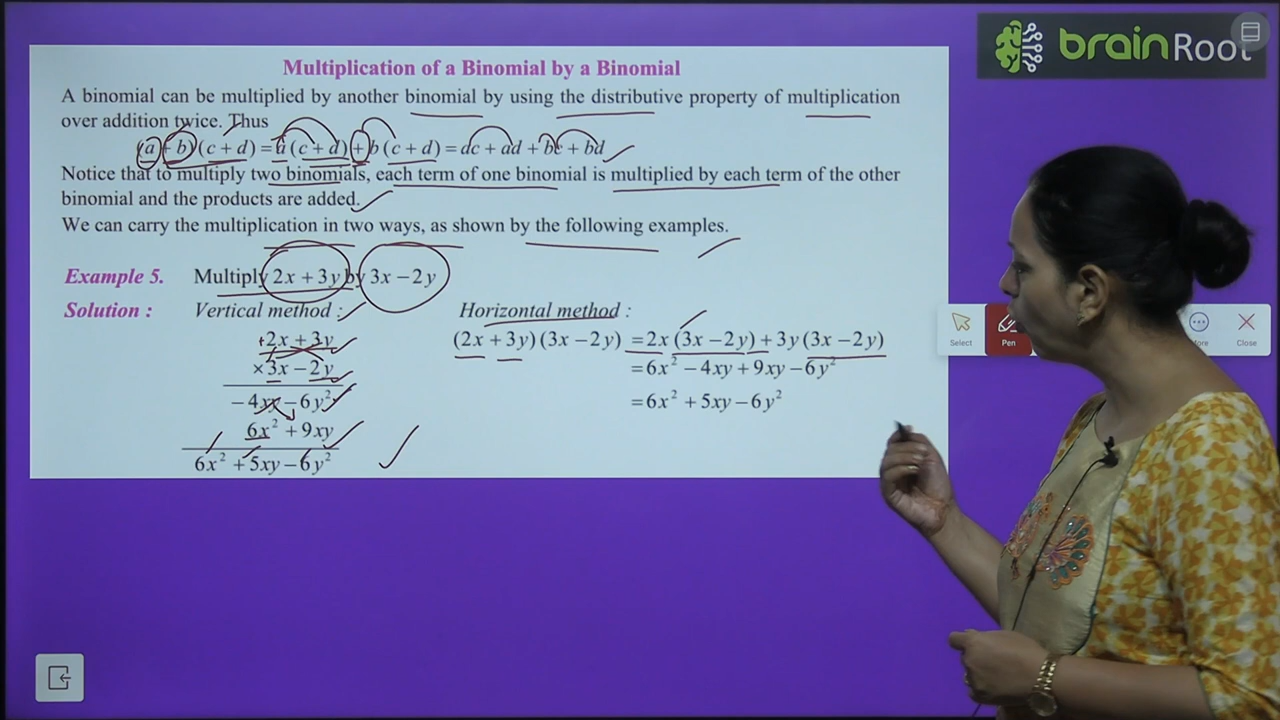 brainRoot
Multiplication of a Binomial by a Binomial
A binomial can be multiplied by another binomial by using the distributive property of multiplication
over addition twice. Thus
(a + b)(c + d) = a(c + d) + b(c + d) = dc + ad + bc + bd
Notice that to multiply two binomials, each term of one binomial is multiplied by each term of the other
binomial and the products are added.
We can carry the multiplication in two ways, as shown by the following examples.
Example 5. Multiply 2x + 3y by 3x − 2y
Solution : Vertical method : Horizontal method :
2x + 3y (2x + 3y)(3x − 2y) = 2x(3x − 2y) + 3y(3x − 2y)
× 3x − 2y = 6x² − 4xy + 9xy − 6y²
− 4xy − 6y² = 6x² + 5xy − 6y²
6x² + 9xy
6x² + 5xy − 6y²
Select Pen Close